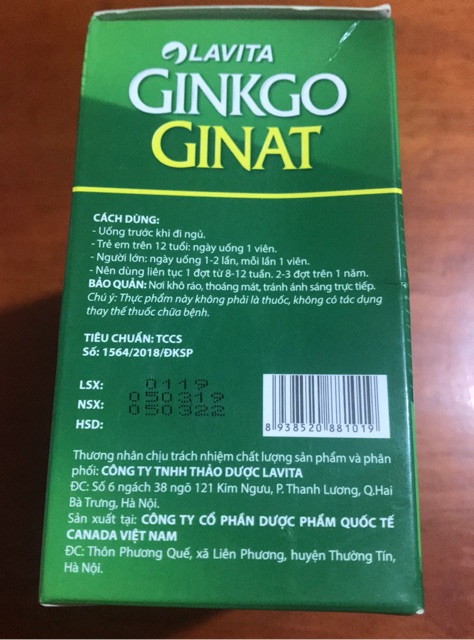 LAVITA
GINKGO
GINAT
CÁCH DÙNG:
- Uống trước khi đi ngủ.
- Trẻ em trên 12 tuổi: ngày uống 1 viên.
- Người lớn: ngày uống 1-2 lần, mỗi lần 1 viên.
- Nên dùng liên tục 1 đợt từ 8-12 tuần. 2-3 đợt trên 1 năm.
BẢO QUẢN: Nơi khô ráo, thoáng mát, tránh ánh sáng trực tiếp.
Chú ý: Thực phẩm này không phải là thuốc, không có tác dụng
thay thế thuốc chữa bệnh.
TIÊU CHUẨN: TCCS
Số: 1564/2018/ĐKSP
LSX: 0119
NSX: 050319
HSD: 050322
8 938520 881019
Thương nhân chịu trách nhiệm chất lượng sản phẩm và phân
phối: CÔNG TY TNHH THẢO DƯỢC LAVITA
ĐC: Số 6 ngách 38 ngõ 121 Kim Ngưu, P. Thanh Lương, Q.Hai
Bà Trưng, Hà Nội.
Sản xuất tại: CÔNG TY CỔ PHẦN DƯỢC PHẨM QUỐC TẾ
CANADA VIỆT NAM
ĐC: Thôn Phương Quế, xã Liên Phương, huyện Thường Tín,
Hà Nội.